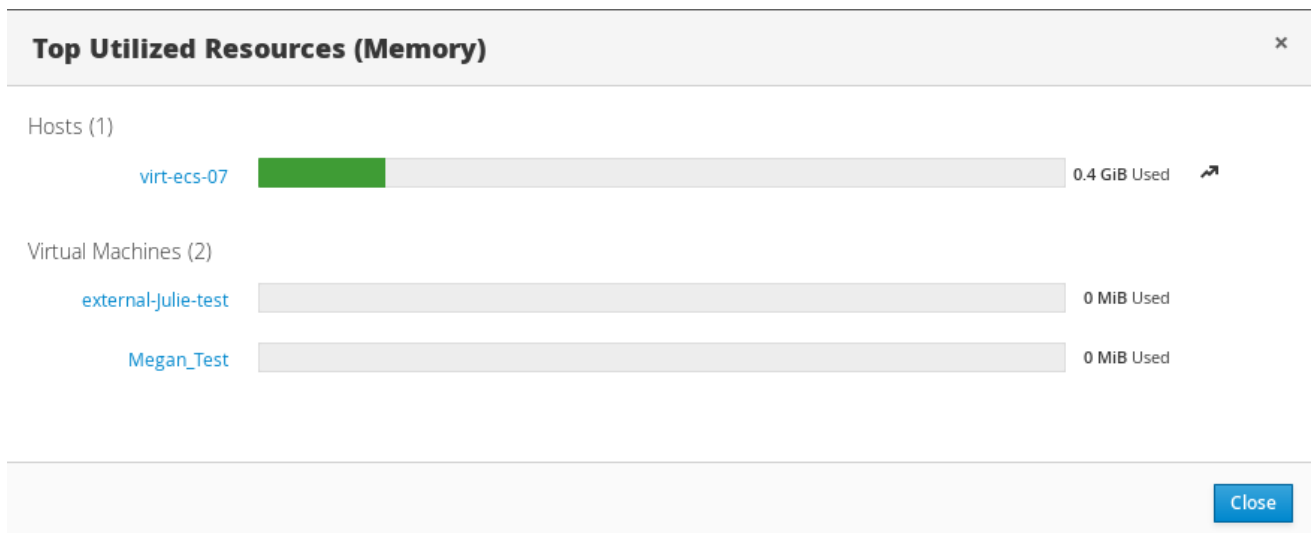 Top Utilized Resources (Memory)
×
Hosts (1)
virt-ecs-07 0.4 GiB Used
Virtual Machines (2)
external-Julie-test 0 MiB Used
Megan_Test 0 MiB Used
Close